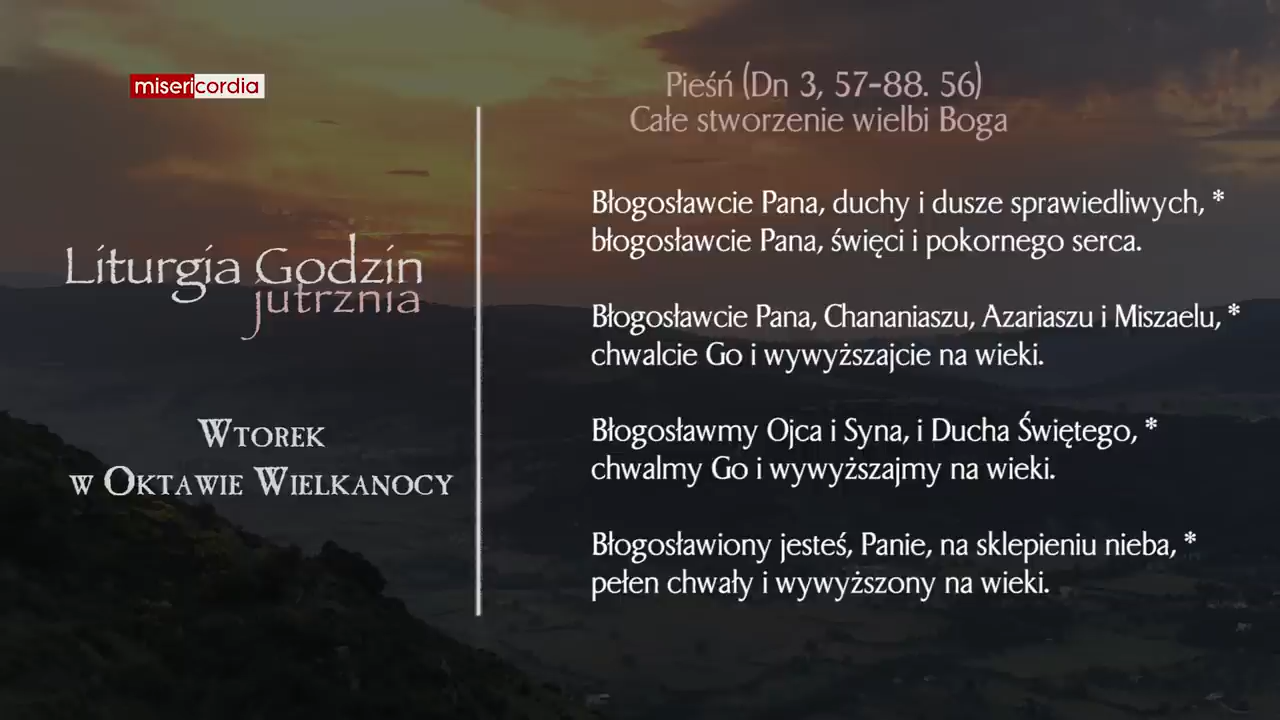 misericordia
Liturgia Godzin
jutrznia
Wtorek
w Oktawie Wielkanocy
Pieśń (Dn 3, 57-88. 56)
Całe stworzenie wielbi Boga
Błogosławcie Pana, duchy i dusze sprawiedliwych, *
błogosławcie Pana, święci i pokornego serca.
Błogosławcie Pana, Chananiaszu, Azariaszu i Miszaelu, *
chwalcie Go i wywyższajcie na wieki.
Błogosławmy Ojca i Syna, i Ducha Świętego, *
chwalmy Go i wywyższajmy na wieki.
Błogosławiony jesteś, Panie, na sklepieniu nieba, *
pełen chwały i wywyższony na wieki.